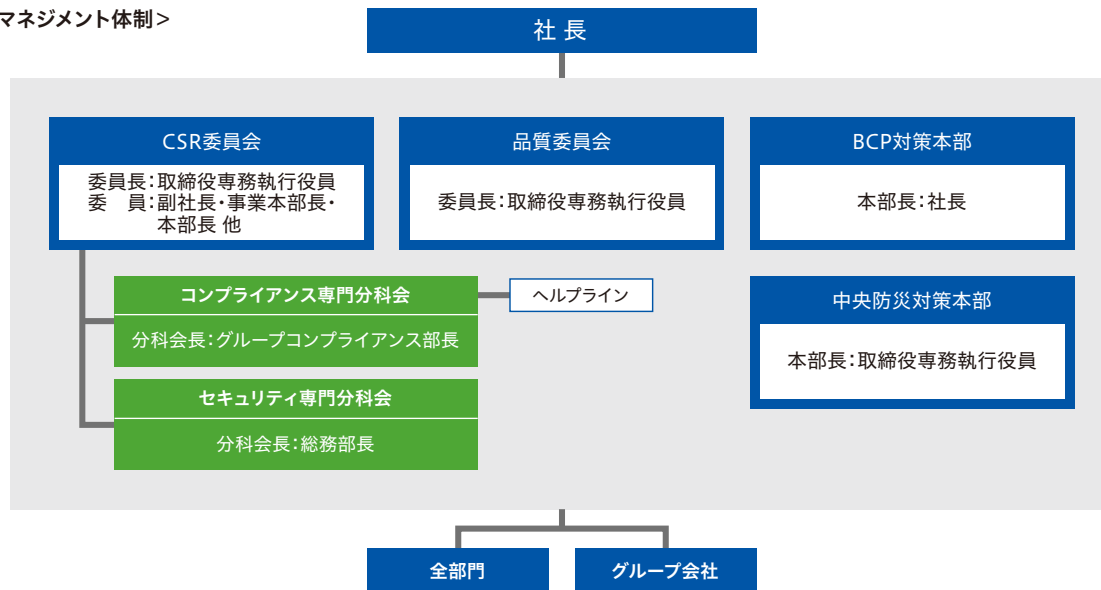 マネジメント体制>
社 長
CSR委員会
委員長:取締役専務執行役員
委 員:副社長・事業本部長・
本部長 他
品質委員会
委員長:取締役専務執行役員
BCP対策本部
本部長:社長
コンプライアンス専門分科会
分科会長:グループコンプライアンス部長
ヘルプライン
セキュリティ専門分科会
分科会長:総務部長
中央防災対策本部
本部長:取締役専務執行役員
全部門
グループ会社